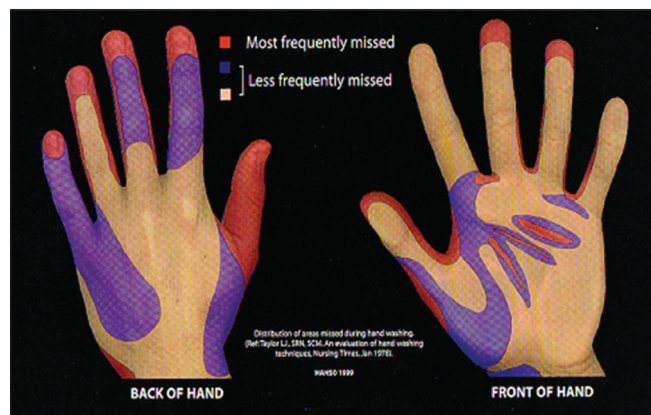 Most frequently missed
Less frequently missed
Distribution of areas missed during hand washing.
(Ref: Taylor LJ., SRN, SCM. An evaluation of hand washing
techniques, Nursing Times, Jan 1978).
HAHSO 1999
BACK OF HAND
FRONT OF HAND